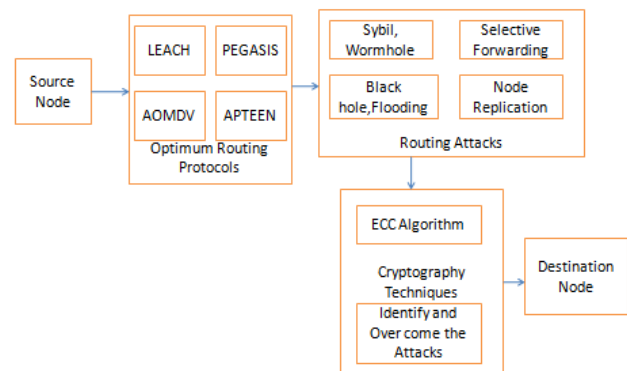 Source
Node
LEACH
PEGASIS
AOMDV
APTEEN
Optimum Routing
Protocols
Sybil,
Wormhole
Selective
Forwarding
Black
hole,Flooding
Node
Replication
Routing Attacks
ECC Algorithm
Cryptography
Techniques
Identify and
Over come the
Attacks
Destination
Node